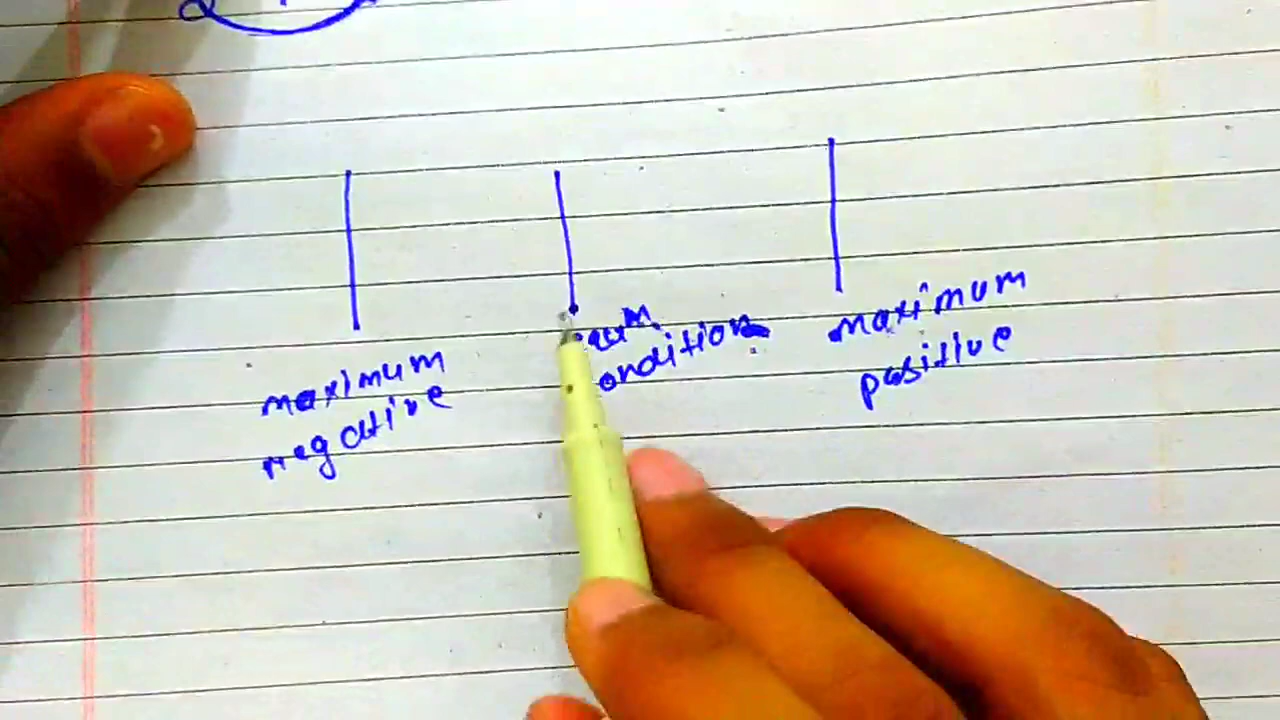 maximum
negative
condition
maximum
positive